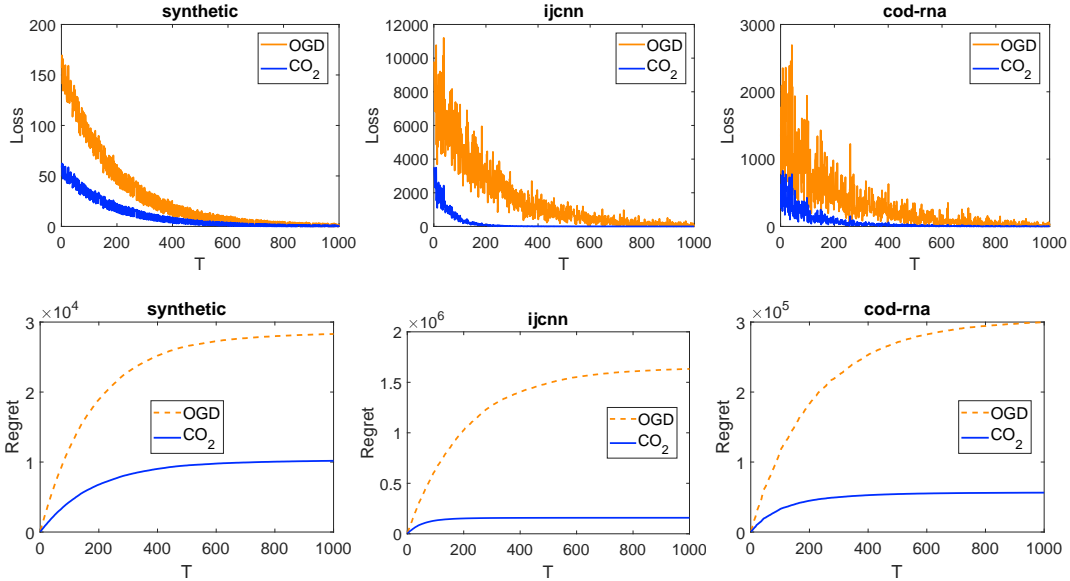 synthetic
200
150
100
50
0
Loss
OGD
CO2
0 200 400 600 800 1000
T
ijcnn
12000
10000
8000
6000
4000
2000
0
Loss
OGD
CO2
0 200 400 600 800 1000
T
cod-rna
3000
2000
1000
0
Loss
OGD
CO2
0 200 400 600 800 1000
T
synthetic
×10^4
3
2
1
0
Regret
OGD
CO2
0 200 400 600 800 1000
T
ijcnn
×10^6
2
1.5
1
0.5
0
Regret
OGD
CO2
0 200 400 600 800 1000
T
cod-rna
×10^5
3
2
1
0
Regret
OGD
CO2
0 200 400 600 800 1000
T